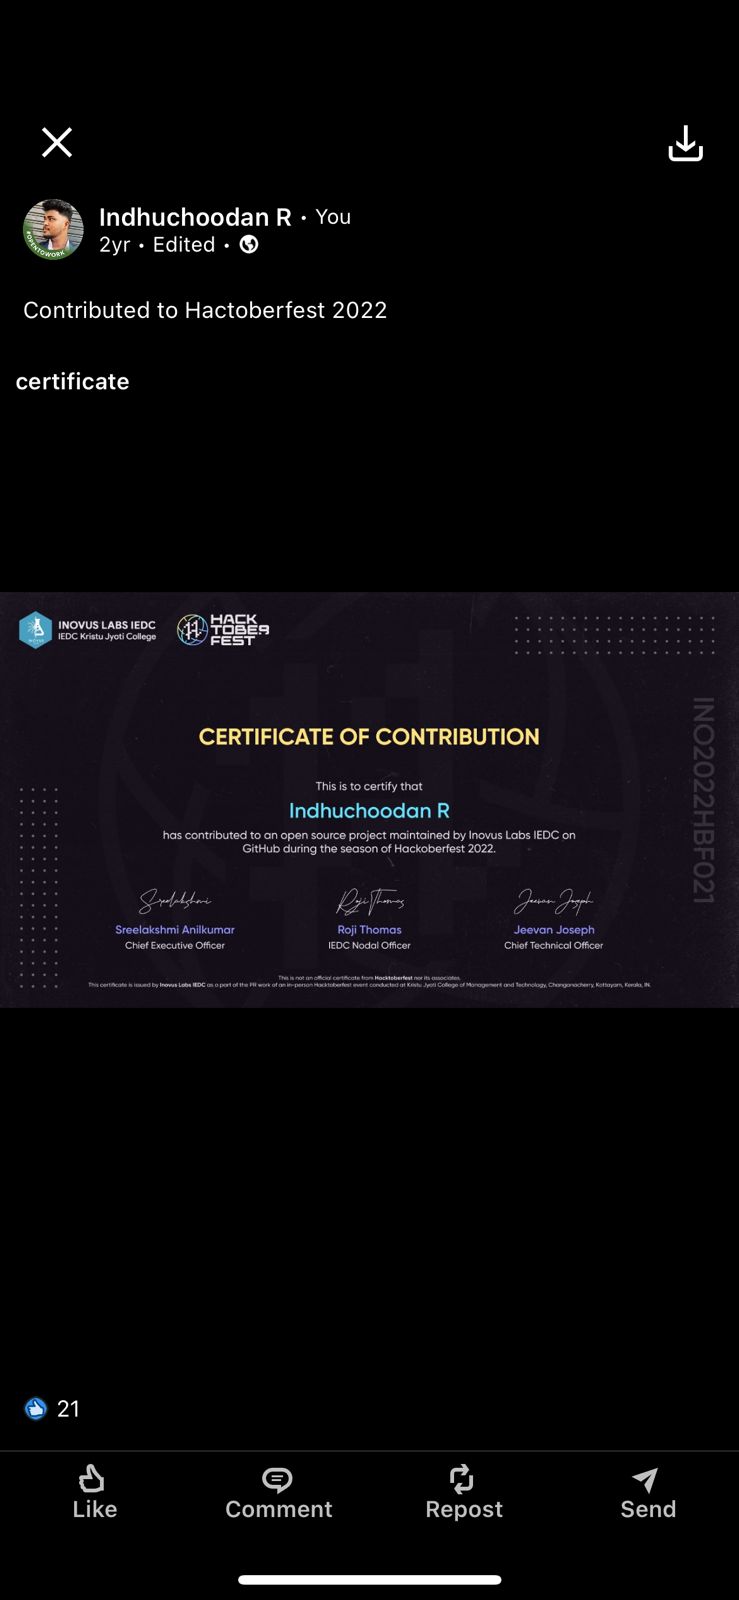 Indhuchoodan R • You
2yr • Edited •
#OPENTOWORK
Contributed to Hactoberfest 2022
certificate
INOVUS LABS IEDC
IEDC Kristu Jyoti College
HACK
TOBER
FEST
INO2022HBF021
CERTIFICATE OF CONTRIBUTION
This is to certify that
Indhuchoodan R
has contributed to an open source project maintained by Inovus Labs IEDC on
GitHub during the season of Hackoberfest 2022.
Sreelakshmi
Roji Thomas
Jeevan Joseph
Sreelakshmi Anilkumar
Roji Thomas
Jeevan Joseph
Chief Executive Officer
IEDC Nodal Officer
Chief Technical Officer
This is not an official certificate from Hacktoberfest nor its associates.
This certificate is issued by Inovus Labs IEDC as a part of the PR work of an in-person Hacktoberfest event conducted at Kristu Jyoti College of Management and Technology, Changanacherry, Kottayam, Kerala, IN.
21
Like
Comment
Repost
Send